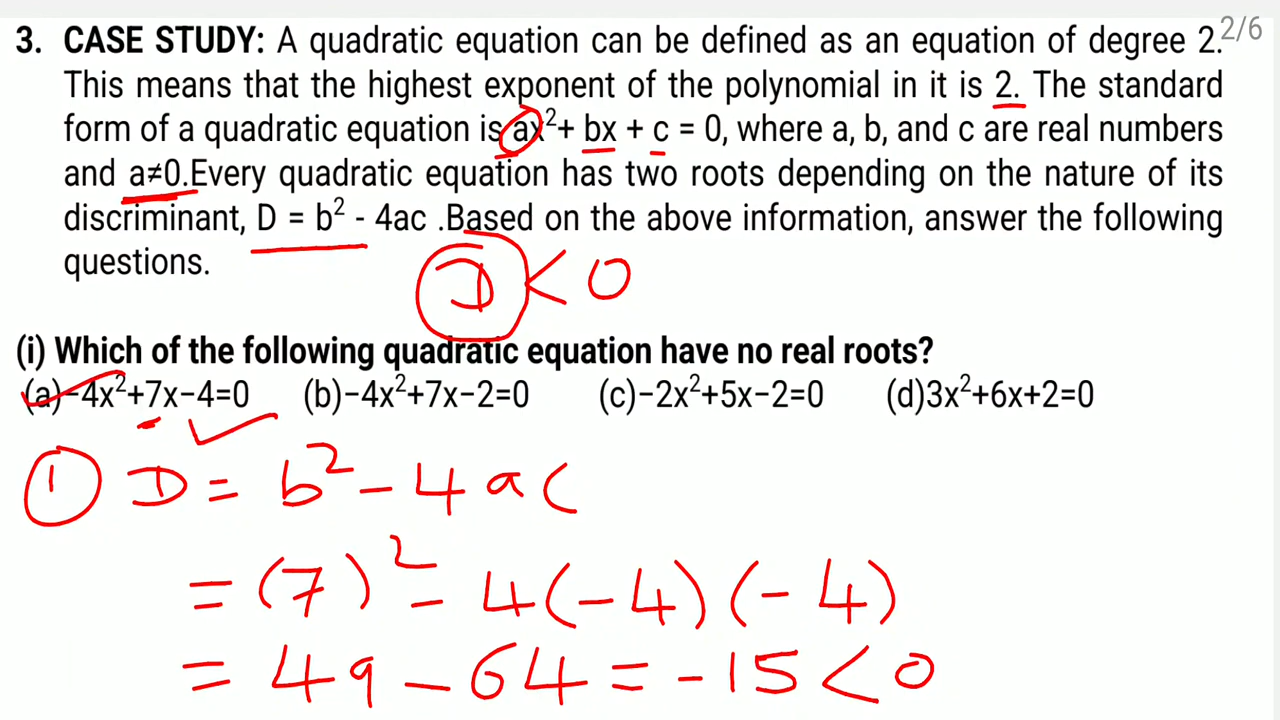 2/6
3. CASE STUDY: A quadratic equation can be defined as an equation of degree 2.
This means that the highest exponent of the polynomial in it is 2. The standard
form of a quadratic equation is ax²+ bx + c = 0, where a, b, and c are real numbers
and a≠0.Every quadratic equation has two roots depending on the nature of its
discriminant, D = b² - 4ac .Based on the above information, answer the following
questions.
D < 0
(i) Which of the following quadratic equation have no real roots?
(a)−4x²+7x−4=0 (b)−4x²+7x−2=0 (c)−2x²+5x−2=0 (d)3x²+6x+2=0
① D = b² - 4ac
= (7)² - 4(-4)(-4)
= 49 - 64 = -15 < 0